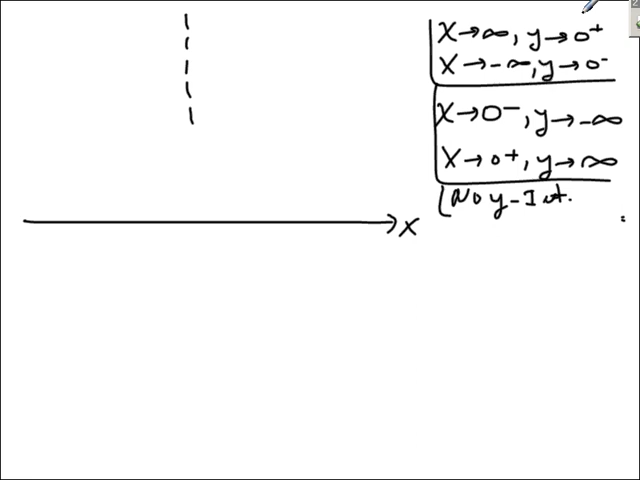 X→∞, y→0⁺
X→-∞, y→0⁻
X→0⁻, y→-∞
X→0⁺, y→∞
No y-Int.
X